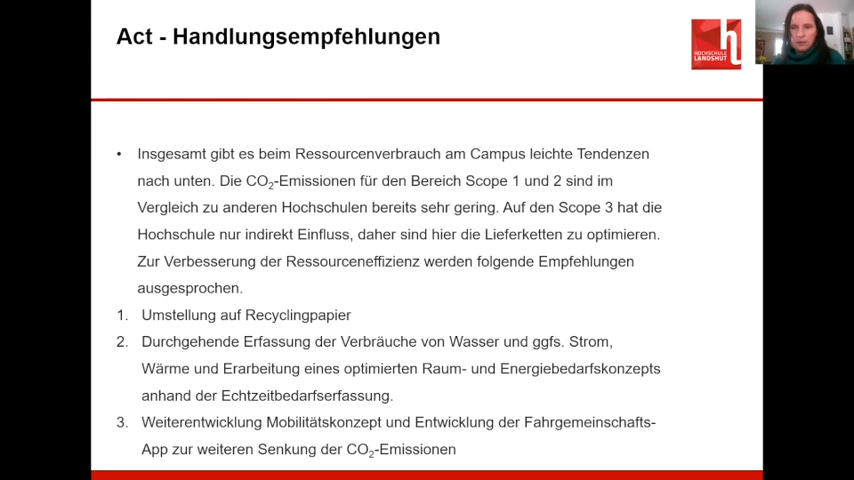 Act - Handlungsempfehlungen
HOCHSCHULE
LANDSHUT
• Insgesamt gibt es beim Ressourcenverbrauch am Campus leichte Tendenzen
nach unten. Die CO₂-Emissionen für den Bereich Scope 1 und 2 sind im
Vergleich zu anderen Hochschulen bereits sehr gering. Auf den Scope 3 hat die
Hochschule nur indirekt Einfluss, daher sind hier die Lieferketten zu optimieren.
Zur Verbesserung der Ressourceneffizienz werden folgende Empfehlungen
ausgesprochen.
1. Umstellung auf Recyclingpapier
2. Durchgehende Erfassung der Verbräuche von Wasser und ggfs. Strom,
Wärme und Erarbeitung eines optimierten Raum- und Energiebedarfskonzepts
anhand der Echtzeitbedarfserfassung.
3. Weiterentwicklung Mobilitätskonzept und Entwicklung der Fahrgemeinschafts-
App zur weiteren Senkung der CO₂-Emissionen